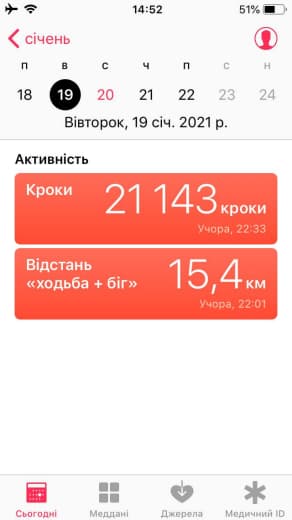 14:52 51%
січень
п в с ч п с н
18 19 20 21 22 23 24
Вівторок, 19 січ. 2021 р.
Активність
Кроки 21 143 кроки
Учора, 22:33
Відстань
«ходьба + біг» 15,4 км
Учора, 22:01
Сьогодні Меддані Джерела Медичний ID